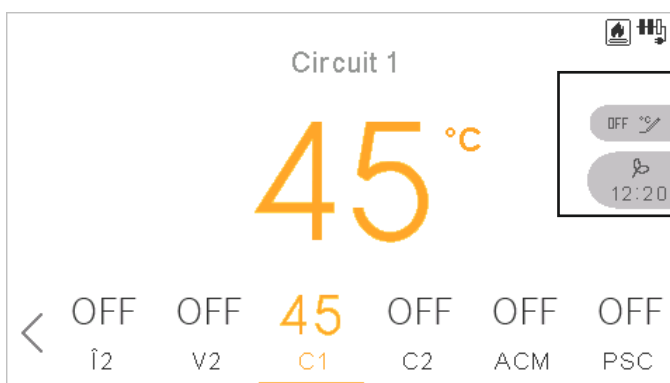 Circuit 1
45 °C
OFF °C
12:20
OFF OFF 45 OFF OFF OFF
Î2 V2 C1 C2 ACM PSC